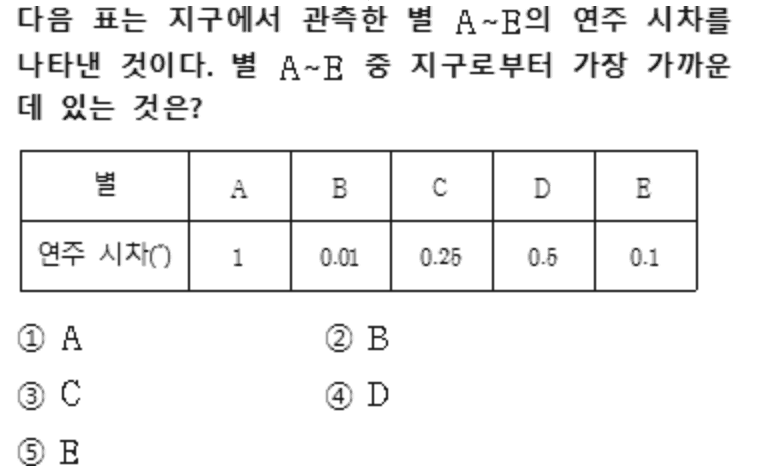 다음 표는 지구에서 관측한 별 A~E의 연주 시차를
나타낸 것이다. 별 A~E 중 지구로부터 가장 가까운
데 있는 것은?
별 A B C D E
연주 시차(″) 1 0.01 0.25 0.5 0.1
① A ② B
③ C ④ D
⑤ E